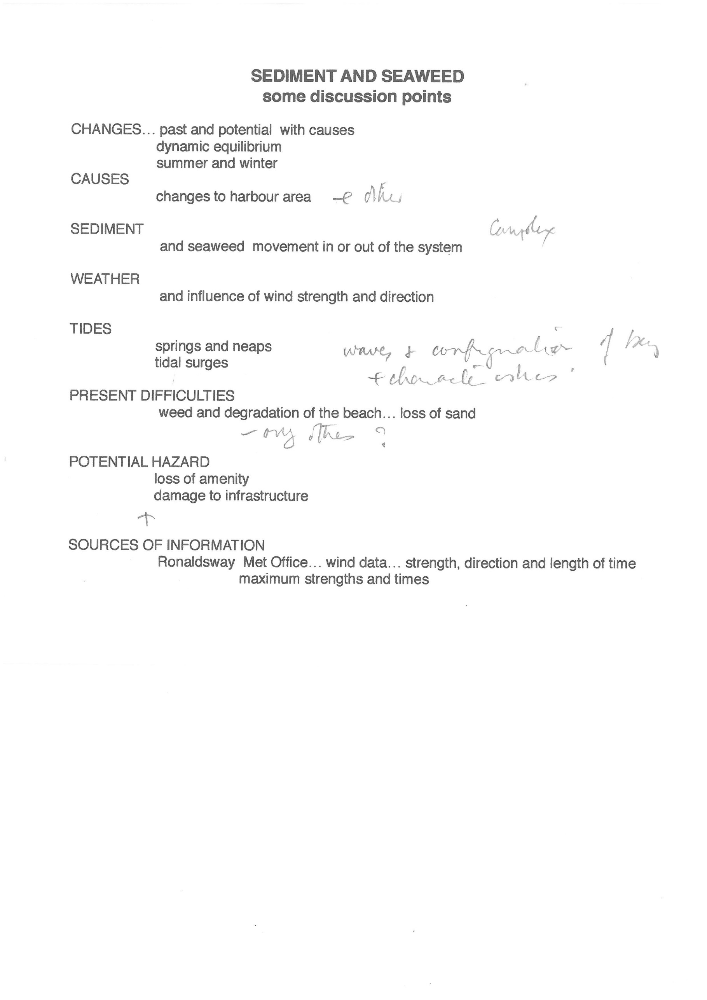 SEDIMENT AND SEAWEED
some discussion points
CHANGES... past and potential with causes
dynamic equilibrium
summer and winter
CAUSES
changes to harbour area + other
SEDIMENT
Complex
and seaweed movement in or out of the system
WEATHER
and influence of wind strength and direction
TIDES
springs and neaps waves & configuration of bay
tidal surges
+ characteristics
PRESENT DIFFICULTIES
weed and degradation of the beach... loss of sand
- any others ?
POTENTIAL HAZARD
loss of amenity
damage to infrastructure
+
SOURCES OF INFORMATION
Ronaldsway Met Office... wind data... strength, direction and length of time
maximum strengths and times